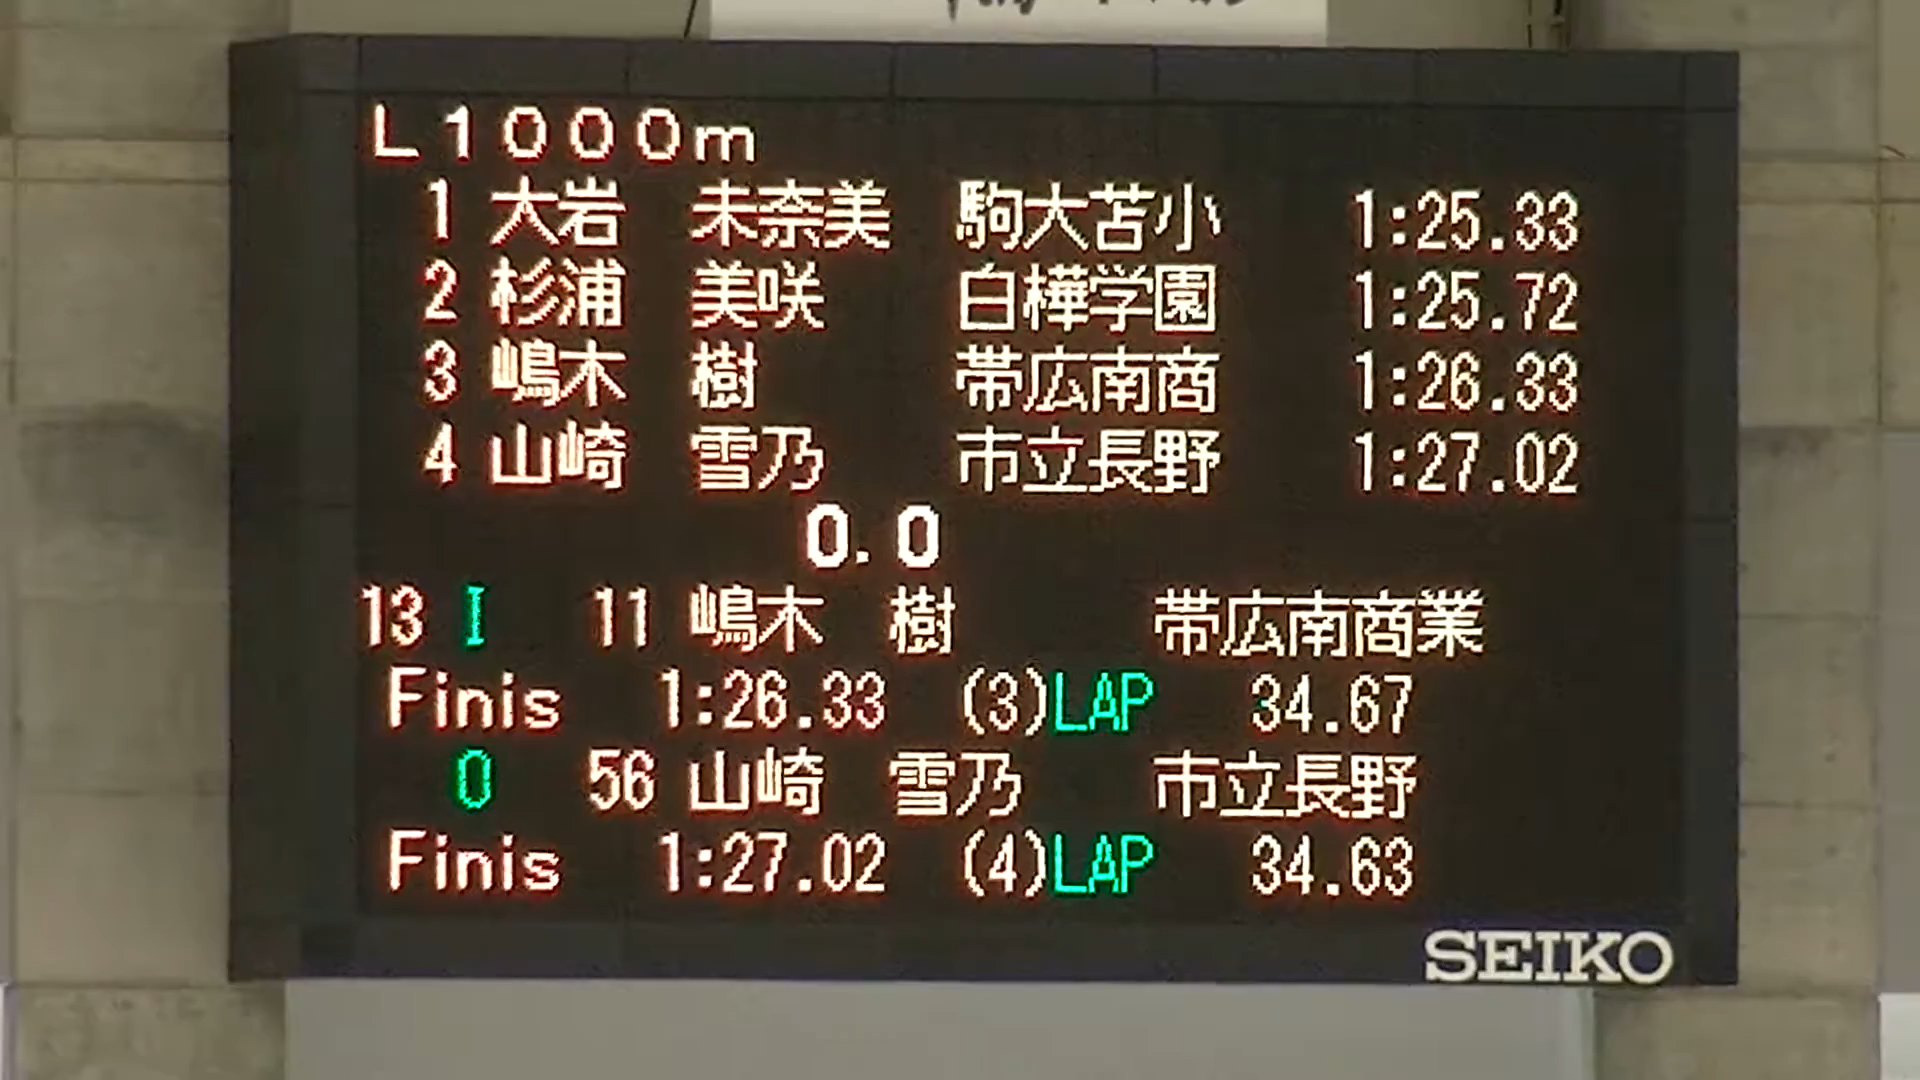 L1000m
1 大岩 未奈美 駒大苫小 1:25.33
2 杉浦 美咲 白樺学園 1:25.72
3 嶋木 樹 帯広南商 1:26.33
4 山崎 雪乃 市立長野 1:27.02
0.0
13 I 11 嶋木 樹 帯広南商業
Finis 1:26.33 (3)LAP 34.67
O 56 山崎 雪乃 市立長野
Finis 1:27.02 (4)LAP 34.63
SEIKO